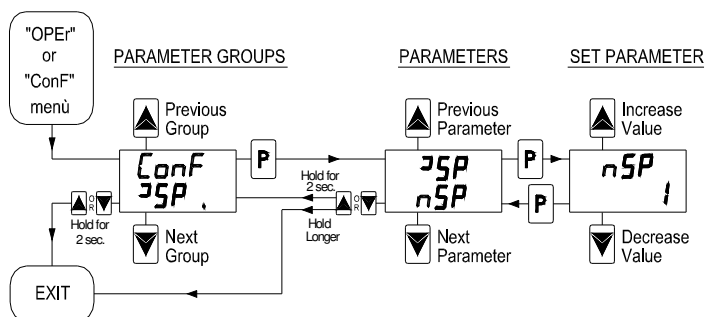 "OPEr"
or
"ConF"
menù
PARAMETER GROUPS
PARAMETERS
SET PARAMETER
Previous
Group
Previous
Parameter
Increase
Value
ConF
P
SP
nSP
P
nSP
SP .
Hold for
2 sec.
OR
OR
P
1
Hold for
2 sec.
Hold
Longer
Next
Group
Next
Parameter
Decrease
Value
EXIT